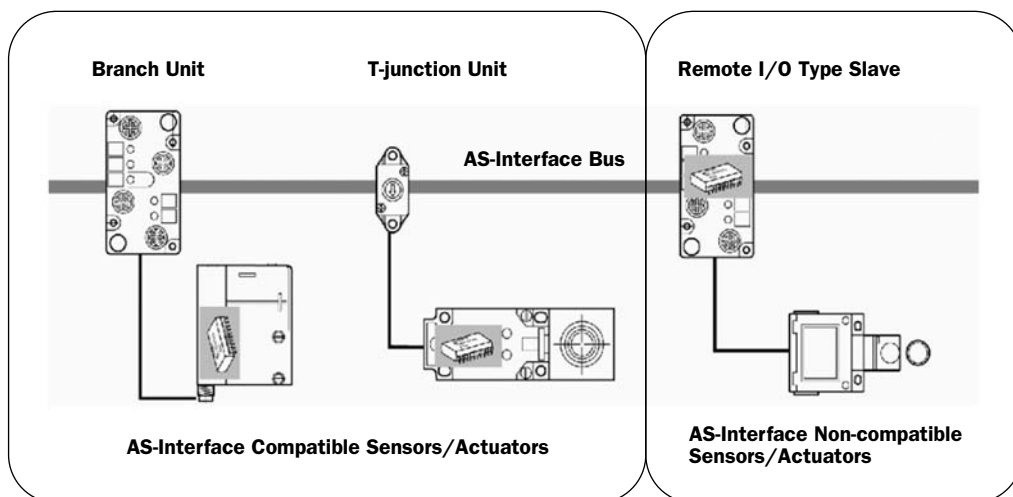 Branch Unit
T-junction Unit
Remote I/O Type Slave
AS-Interface Bus
AS-Interface Compatible Sensors/Actuators
AS-Interface Non-compatible
Sensors/Actuators